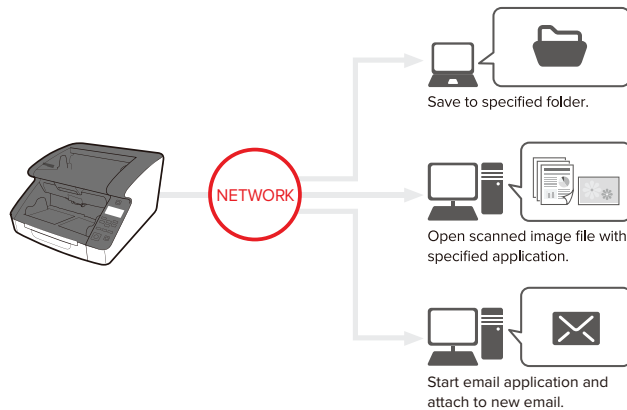 Save to specified folder.
NETWORK
Open scanned image file with
specified application.
Start email application and
attach to new email.